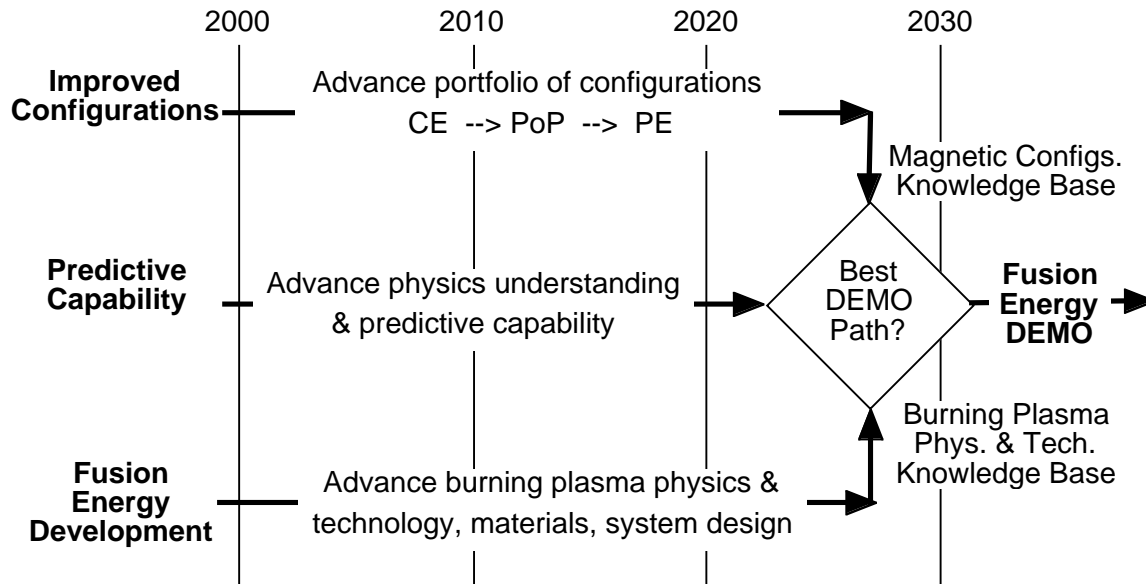 2000 2010 2020 2030
Improved
Configurations
Advance portfolio of configurations
CE --> PoP --> PE
Magnetic Configs.
Knowledge Base
Predictive
Capability
Advance physics understanding
& predictive capability
Best
DEMO
Path?
Fusion
Energy
DEMO
Burning Plasma
Phys. & Tech.
Knowledge Base
Fusion
Energy
Development
Advance burning plasma physics &
technology, materials, system design